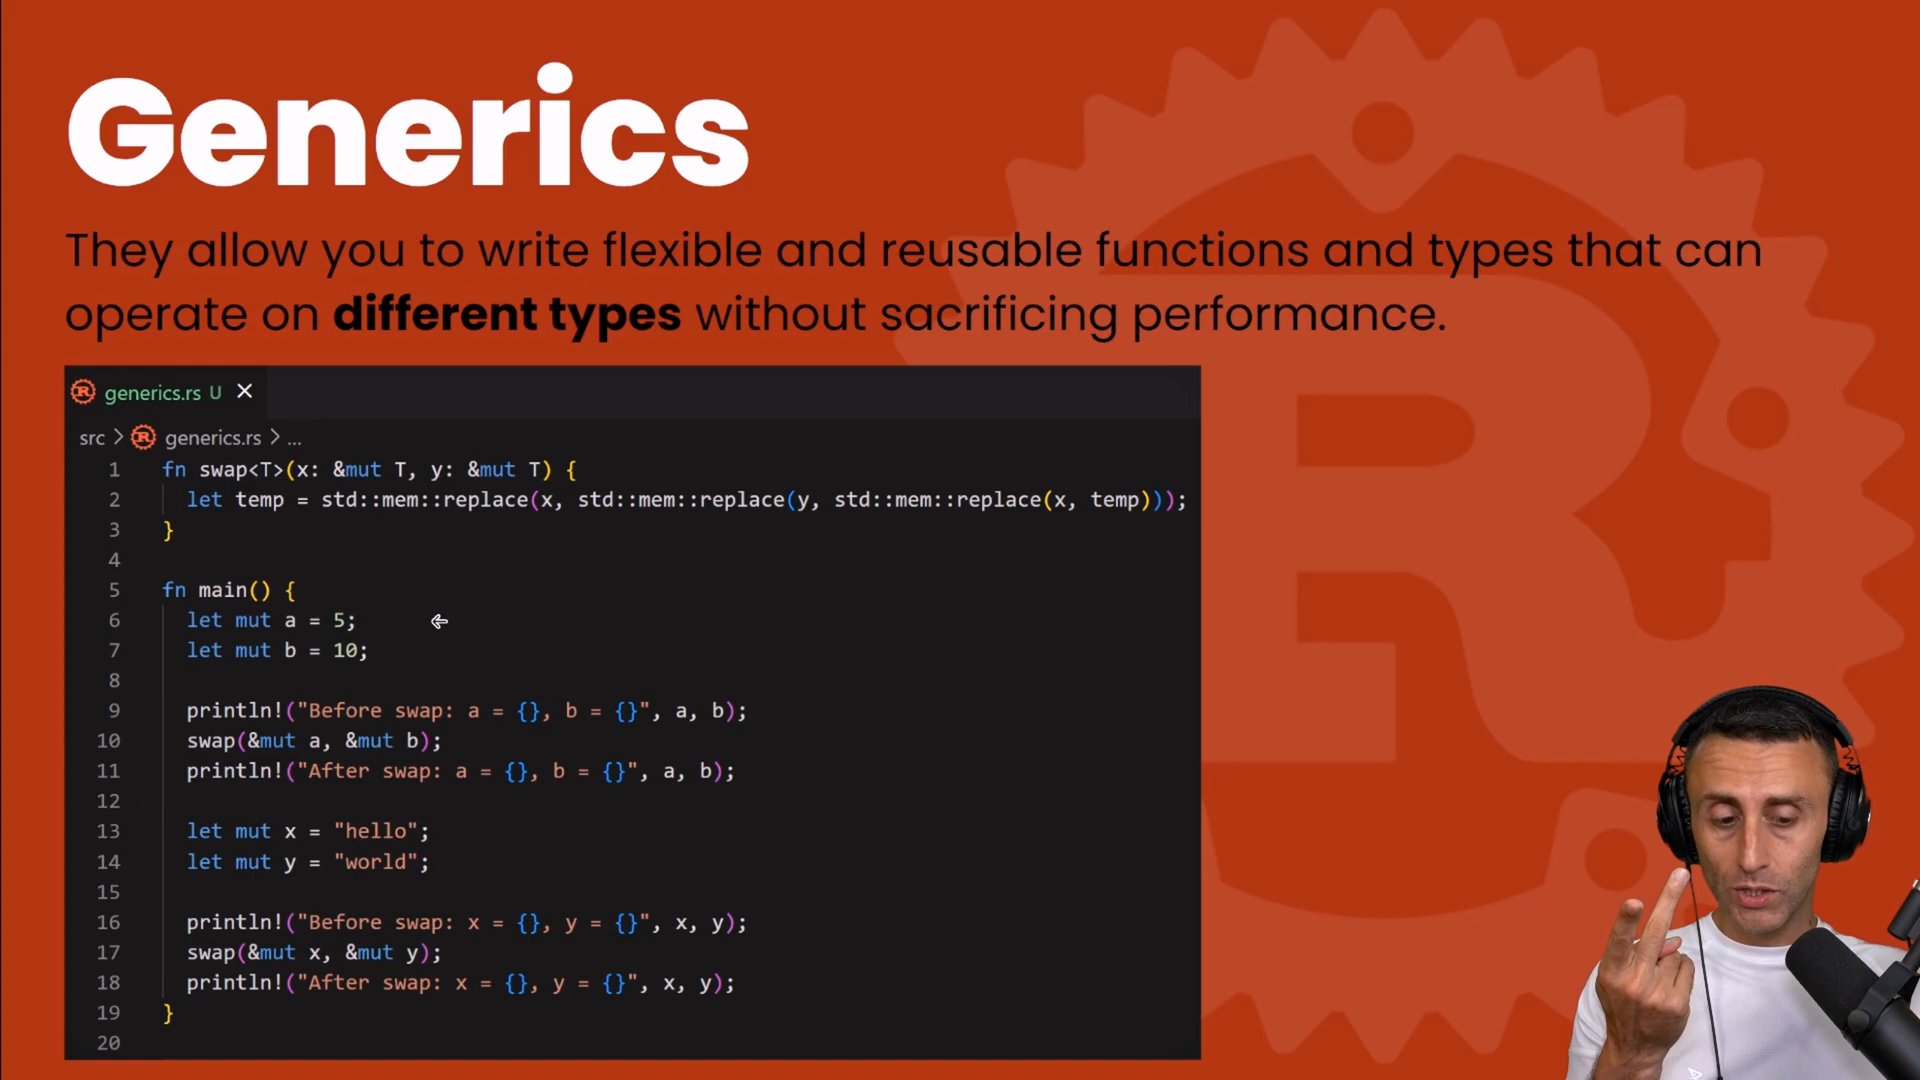 Generics
They allow you to write flexible and reusable functions and types that can
operate on different types without sacrificing performance.
generics.rs U ×
src > generics.rs > ...
1 fn swap<T>(x: &mut T, y: &mut T) {
2 let temp = std::mem::replace(x, std::mem::replace(y, std::mem::replace(x, temp)));
3 }
4
5 fn main() {
6 let mut a = 5;
7 let mut b = 10;
8
9 println!("Before swap: a = {}, b = {}", a, b);
10 swap(&mut a, &mut b);
11 println!("After swap: a = {}, b = {}", a, b);
12
13 let mut x = "hello";
14 let mut y = "world";
15
16 println!("Before swap: x = {}, y = {}", x, y);
17 swap(&mut x, &mut y);
18 println!("After swap: x = {}, y = {}", x, y);
19 }
20